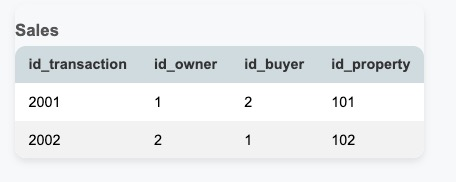 Sales
id_transaction id_owner id_buyer id_property
2001 1 2 101
2002 2 1 102